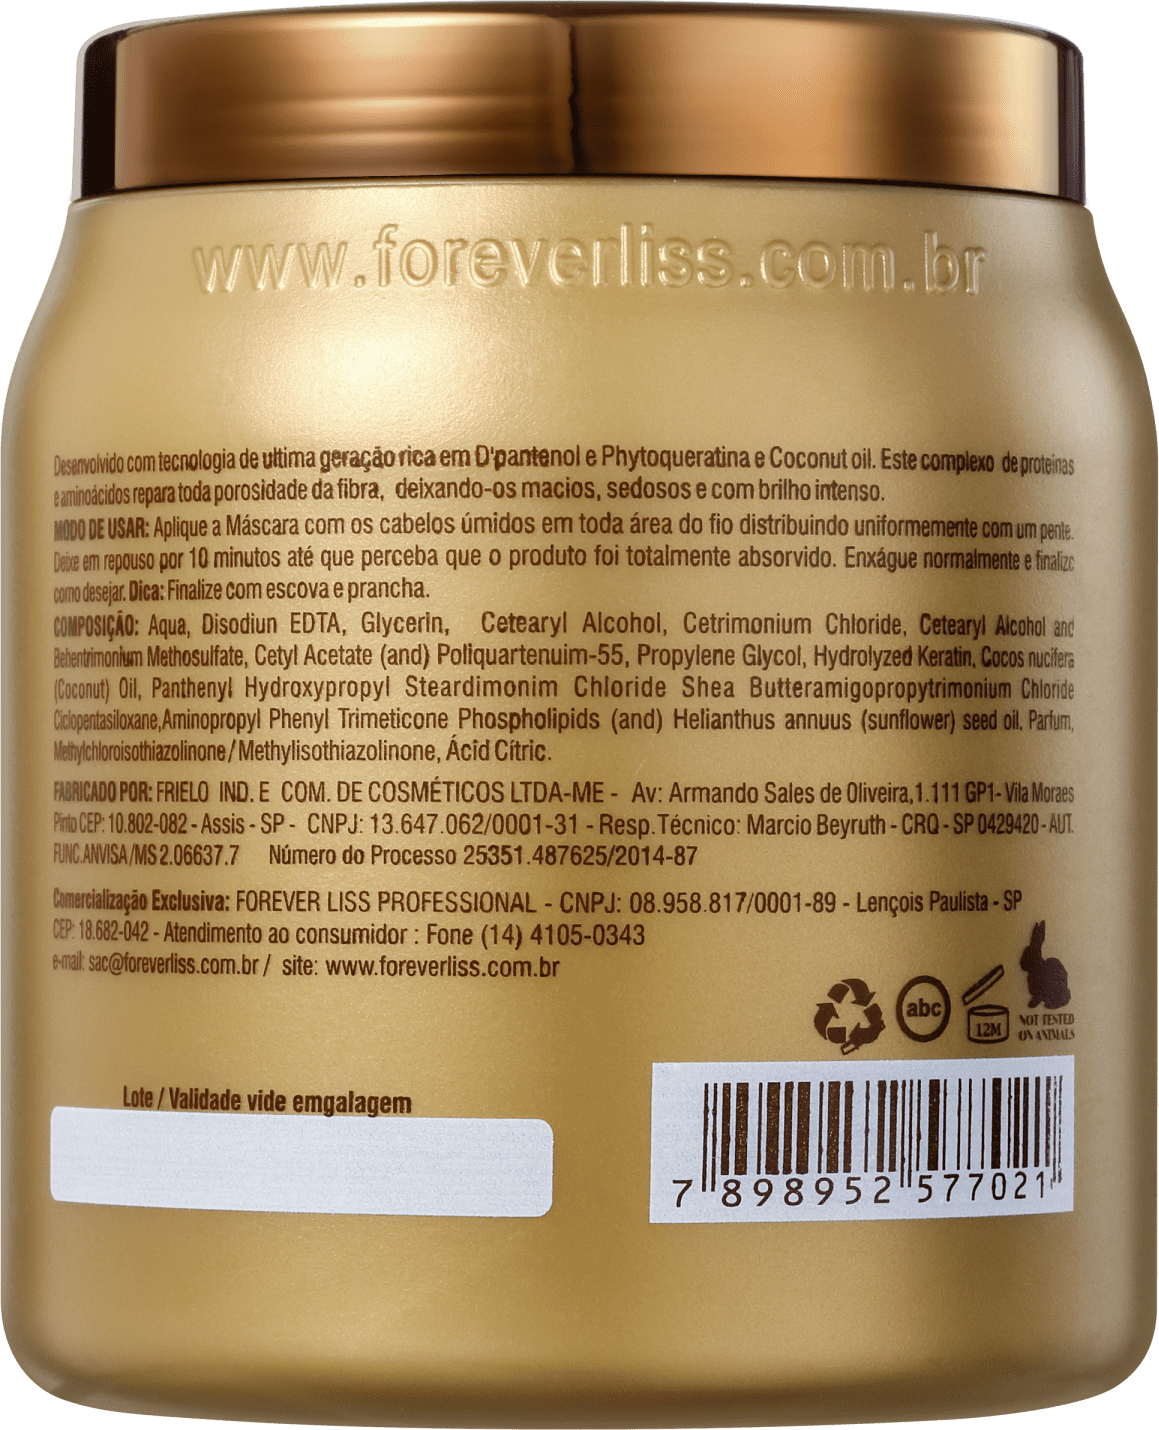 www.foreverliss.com.br
Desenvolvido com tecnologia de ultima geração rica em D'pantenol e Phytoqueratina e Coconut oil. Este complexo de proteinas
e aminoácidos repara toda porosidade da fibra, deixando-os macios, sedosos e com brilho intenso.
MODO DE USAR: Aplique a Máscara com os cabelos úmidos em toda área do fio distribuindo uniformemente com um pente.
Deixe em repouso por 10 minutos até que perceba que o produto foi totalmente absorvido. Enxágue normalmente e finalize
como desejar. Dica: Finalize com escova e prancha.
COMPOSIÇÃO: Aqua, Disodiun EDTA, Glycerin, Cetearyl Alcohol, Cetrimonium Chloride, Cetearyl Alcohol and
Behentrimonium Methosulfate, Cetyl Acetate (and) Poliquartenuim-55, Propylene Glycol, Hydrolyzed Keratin, Cocos nucifera
(Coconut) Oil, Panthenyl Hydroxypropyl Steardimonim Chloride Shea Butteramigopropytrimonium Chloride
Ciclopentasiloxane,Aminopropyl Phenyl Trimeticone Phospholipids (and) Helianthus annuus (sunflower) seed oil, Parfum,
Methylchloroisothiazolinone / Methylisothiazolinone, Ácid Cítric.
FABRICADO POR: FRIELO IND. E COM. DE COSMÉTICOS LTDA-ME - Av: Armando Sales de Oliveira,1.111 GP1- Vila Moraes
Pinto CEP: 10.802-082 - Assis - SP - CNPJ: 13.647.062/0001-31 - Resp.Técnico: Marcio Beyruth - CRQ - SP 0429420 - AUT.
FUNC.ANVISA/MS 2.06637.7 Número do Processo 25351.487625/2014-87
Comercialização Exclusiva: FOREVER LISS PROFESSIONAL - CNPJ: 08.958.817/0001-89 - Lençois Paulista - SP
CEP: 18.682-042 - Atendimento ao consumidor : Fone (14) 4105-0343
e-mail: sac@foreverliss.com.br / site: www.foreverliss.com.br
abc
12M
NOT TESTED
ON ANIMALS
Lote / Validade vide emgalagem
7 898952 577021